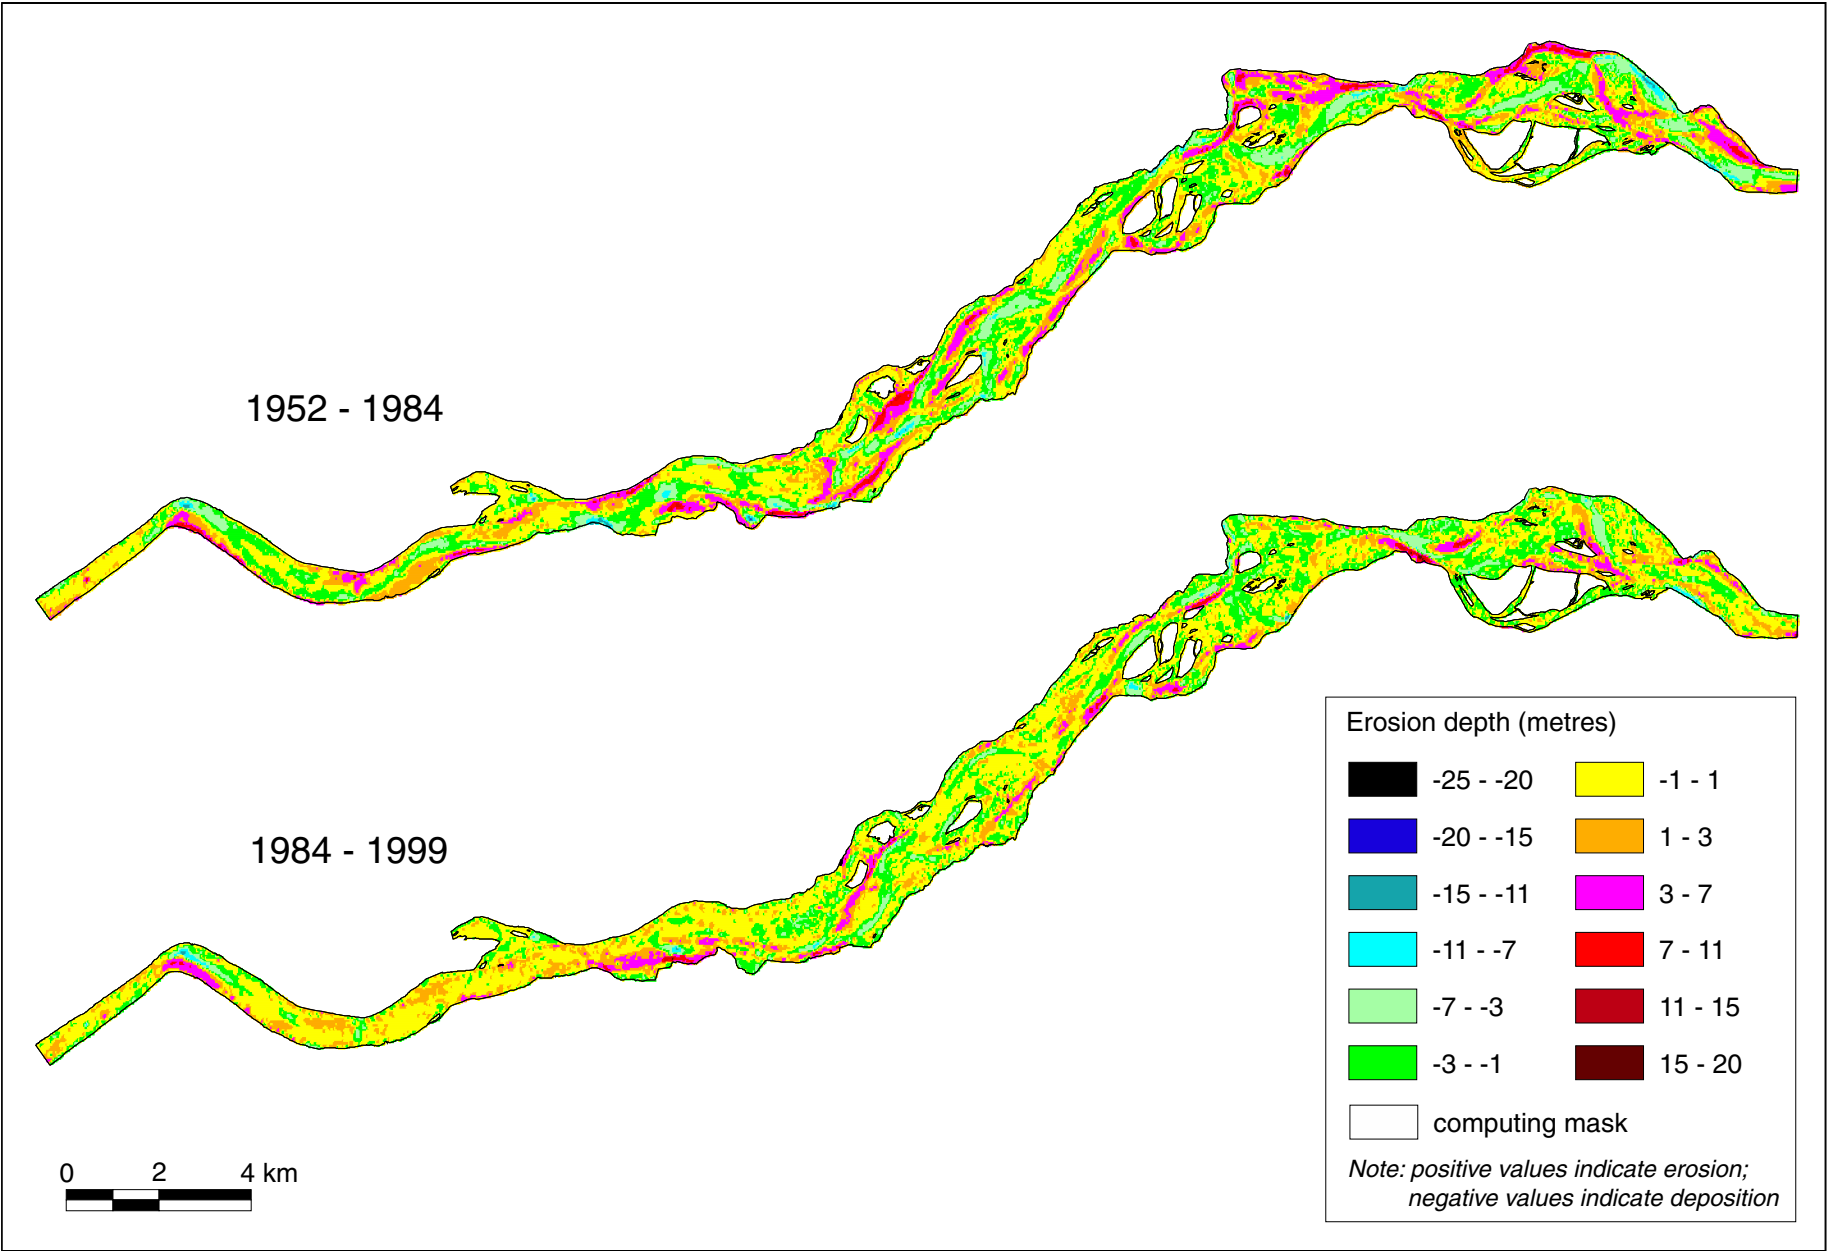 1952 - 1984
1984 - 1999
Erosion depth (metres)
-25 - -20
-20 - -15
-15 - -11
-11 - -7
-7 - -3
-3 - -1
-1 - 1
1 - 3
3 - 7
7 - 11
11 - 15
15 - 20
computing mask
Note: positive values indicate erosion;
negative values indicate deposition
0 2 4 km